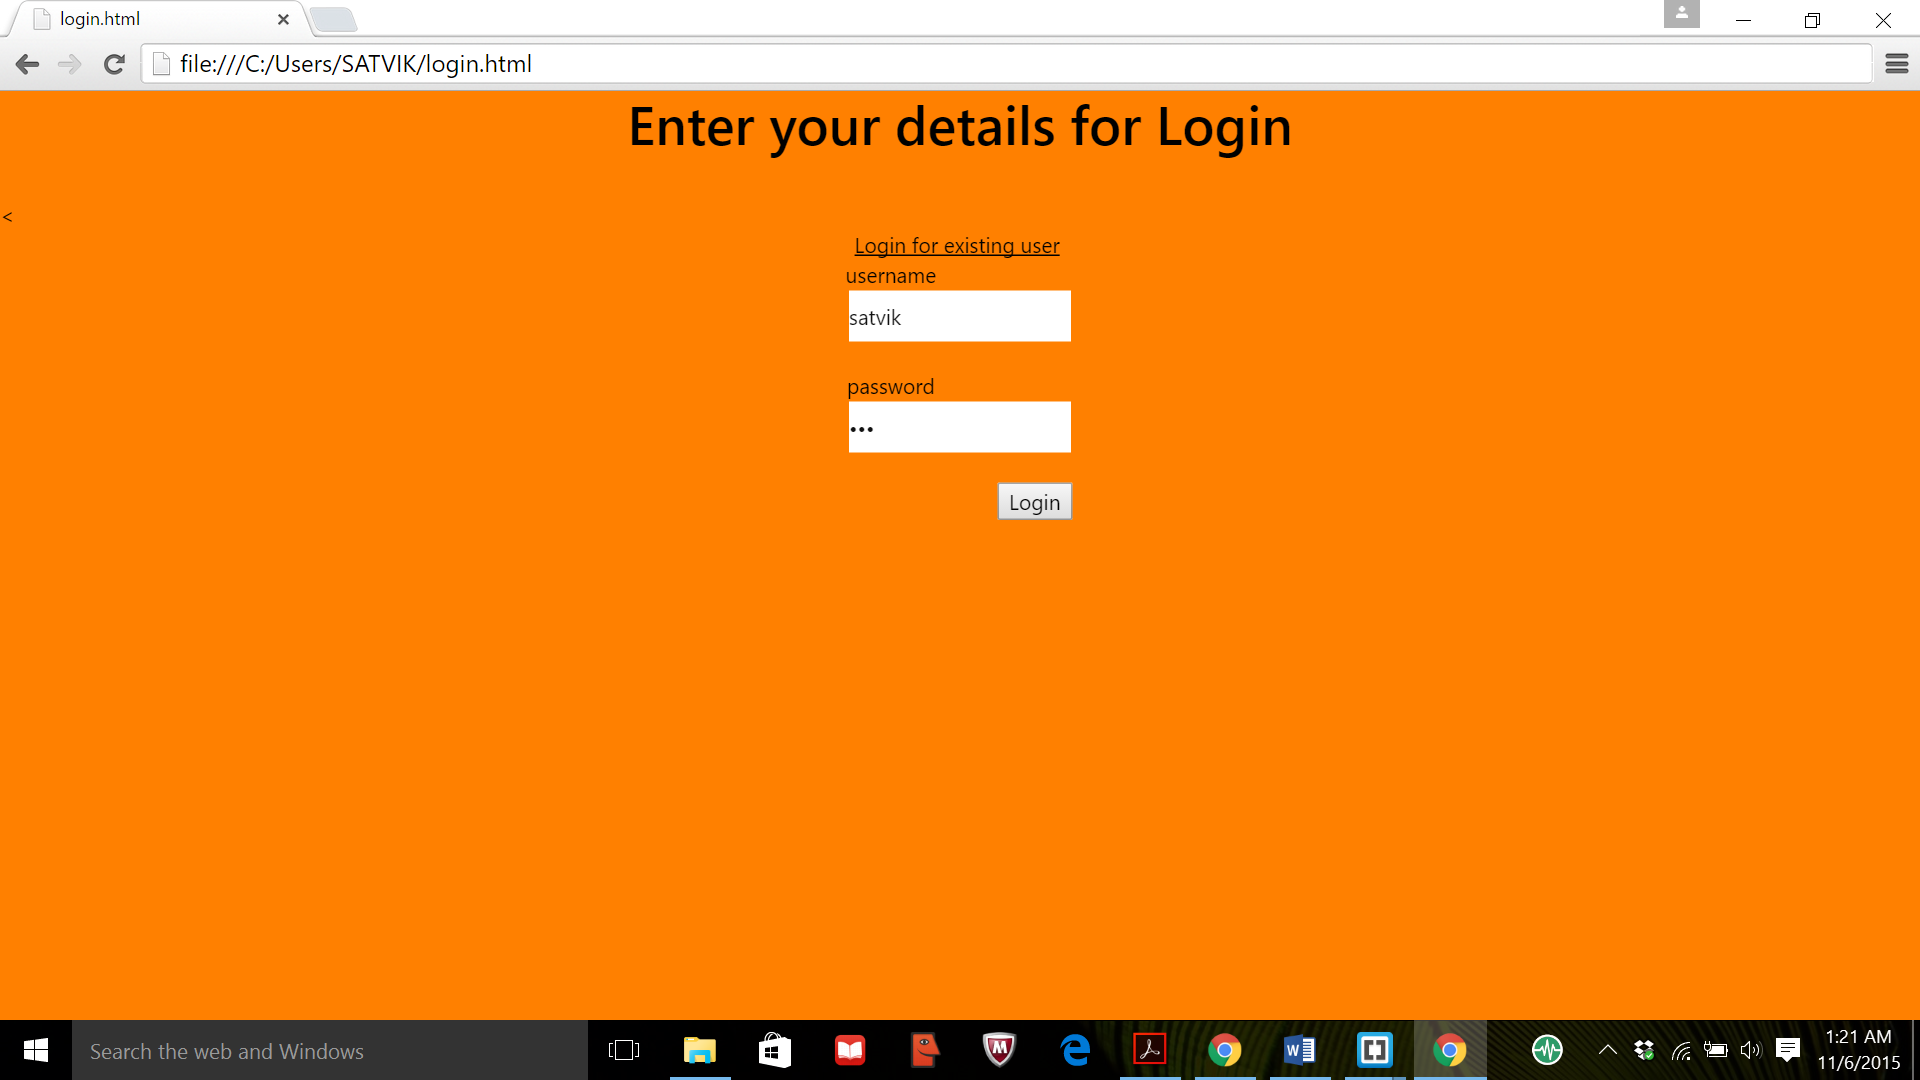 login.html
file:///C:/Users/SATVIK/login.html
Enter your details for Login
<
Login for existing user
username
satvik
password
•••
Login
Search the web and Windows
1:21 AM
11/6/2015